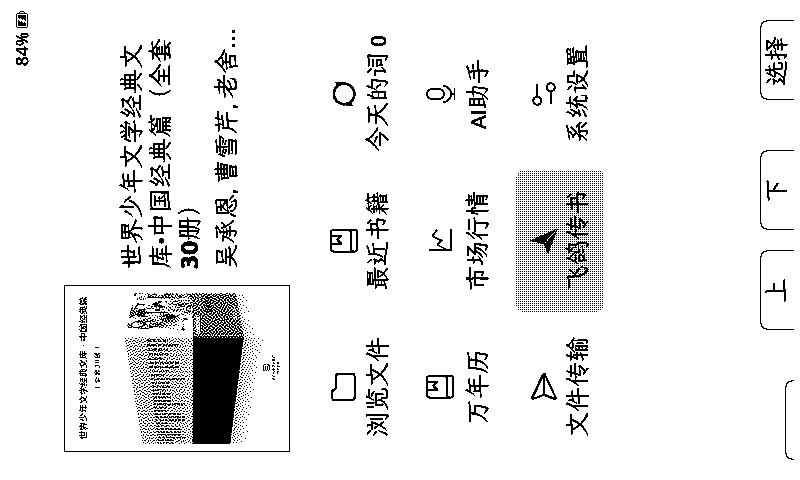 84%
世界少年文学经典文
库·中国经典篇（全套
30册）
吴承恩, 曹雪芹, 老舍...
世界少年文学经典文库·中国经典篇
浏览文件
最近书籍
今天的词 0
万年历
市场行情
AI助手
文件传输
飞鸽传书
系统设置
上
下
选择